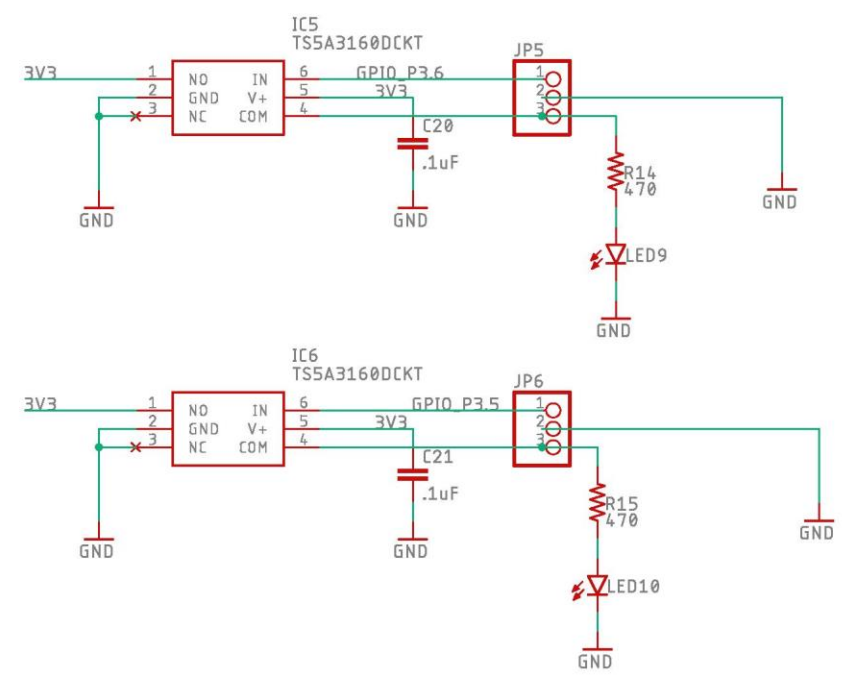 IC5
TS5A3160DCKT
JP5
3V3
1 NO IN 6 GPIO_P3.6 1
2 GND V+ 5 3V3 2
3 NC COM 4 3
C20
.1uF
R14
470
GND GND GND
LED9
GND
IC6
TS5A3160DCKT
JP6
3V3
1 NO IN 6 GPIO_P3.5 1
2 GND V+ 5 3V3 2
3 NC COM 4 3
C21
.1uF
R15
470
GND GND GND
LED10
GND